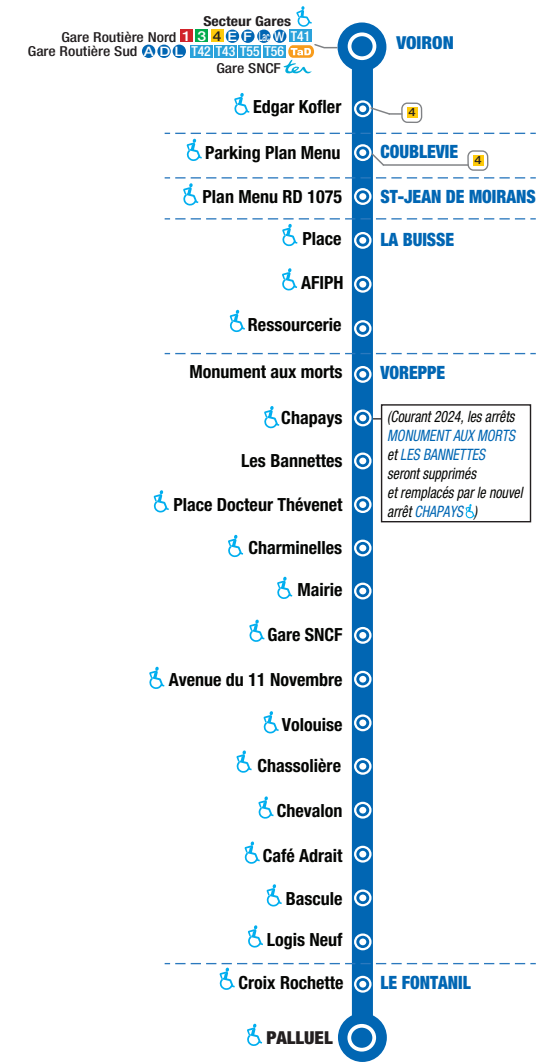 Secteur Gares
Gare Routière Nord 1 3 4 E F Lac W T41
VOIRON
Gare Routière Sud A D L T42 T43 T55 T56 TaD
Gare SNCF ter
Edgar Kofler
4
Parking Plan Menu
COUBLEVIE
4
Plan Menu RD 1075
ST-JEAN DE MOIRANS
Place
LA BUISSE
AFIPH
Ressourcerie
Monument aux morts
VOREPPE
Chapays
(Courant 2024, les arrêts
MONUMENT AUX MORTS
et LES BANNETTES
seront supprimés
et remplacés par le nouvel
arrêt CHAPAYS)
Les Bannettes
Place Docteur Thévenet
Charminelles
Mairie
Gare SNCF
Avenue du 11 Novembre
Volouise
Chassolière
Chevalon
Café Adrait
Bascule
Logis Neuf
Croix Rochette
LE FONTANIL
PALLUEL